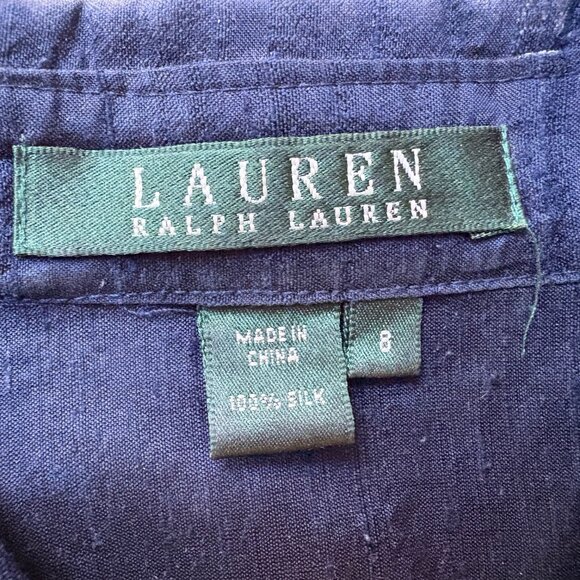 LAUREN
RALPH LAUREN
MADE IN
CHINA
100% SILK
8